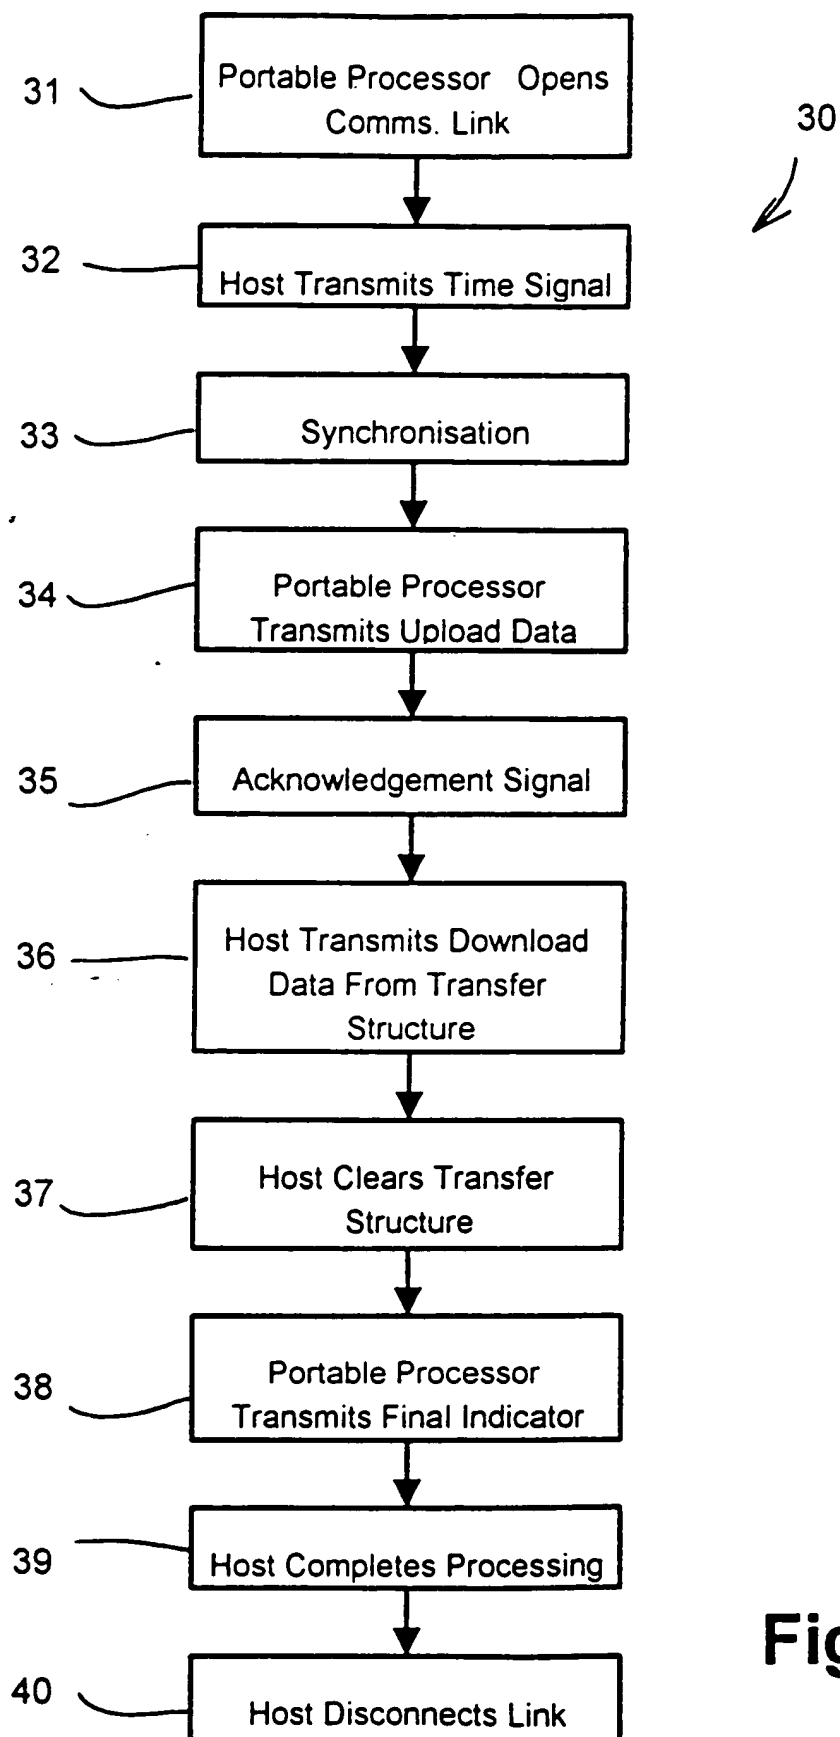 31
Portable Processor Opens
Comms. Link
30
32
Host Transmits Time Signal
33
Synchronisation
34
Portable Processor
Transmits Upload Data
35
Acknowledgement Signal
36
Host Transmits Download
Data From Transfer
Structure
37
Host Clears Transfer
Structure
38
Portable Processor
Transmits Final Indicator
39
Host Completes Processing
40
Host Disconnects Link